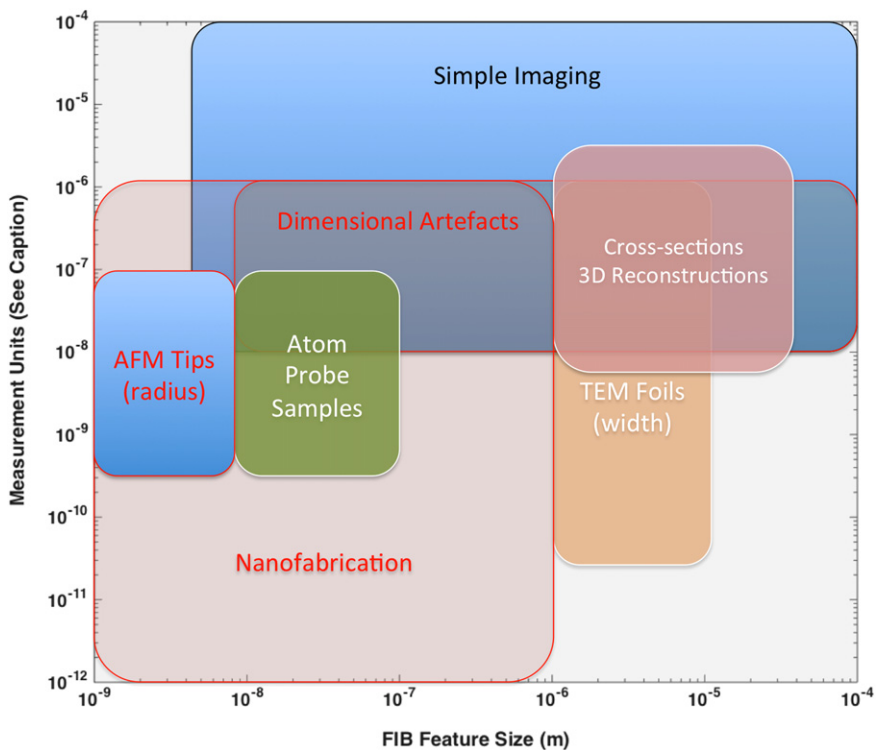 10-4
Simple Imaging
10-5
10-6
Dimensional Artefacts
Cross-sections
3D Reconstructions
10-7
Measurement Units (See Caption)
AFM Tips
(radius)
Atom
Probe
Samples
10-8
TEM Foils
(width)
10-9
10-10
Nanofabrication
10-11
10-12
10-9
10-8
10-7
10-6
10-5
10-4
FIB Feature Size (m)